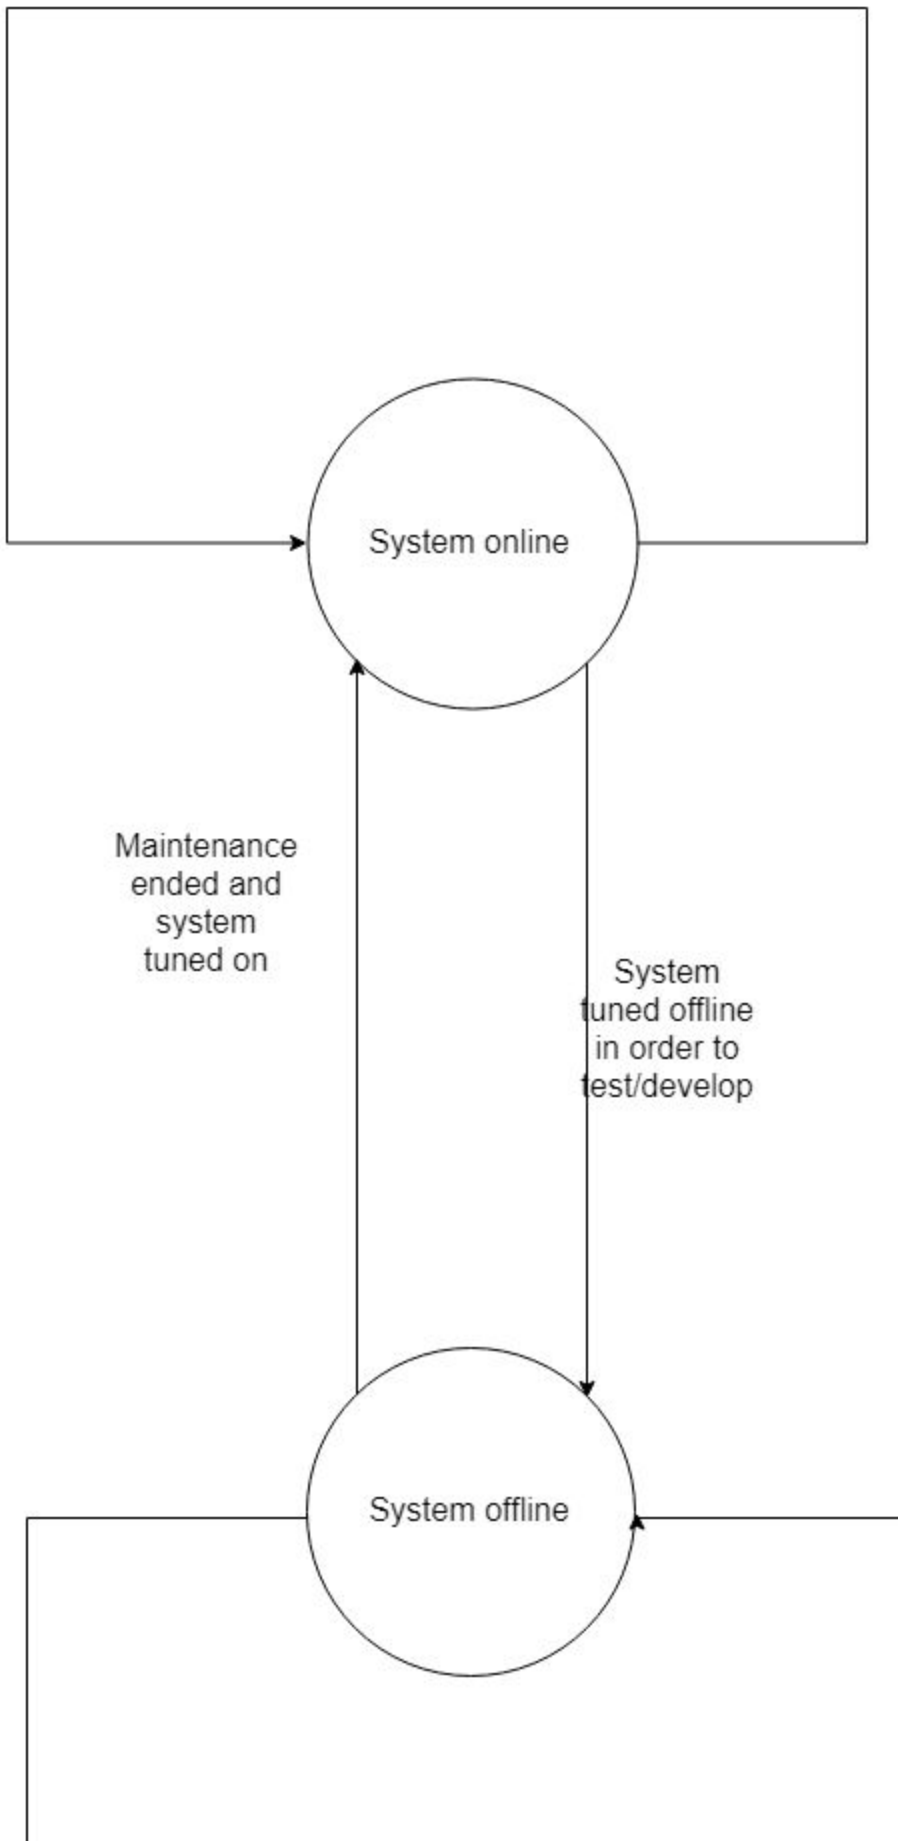 System online
Maintenance
ended and
system
tuned on
System
tuned offline
in order to
test/develop
System offline